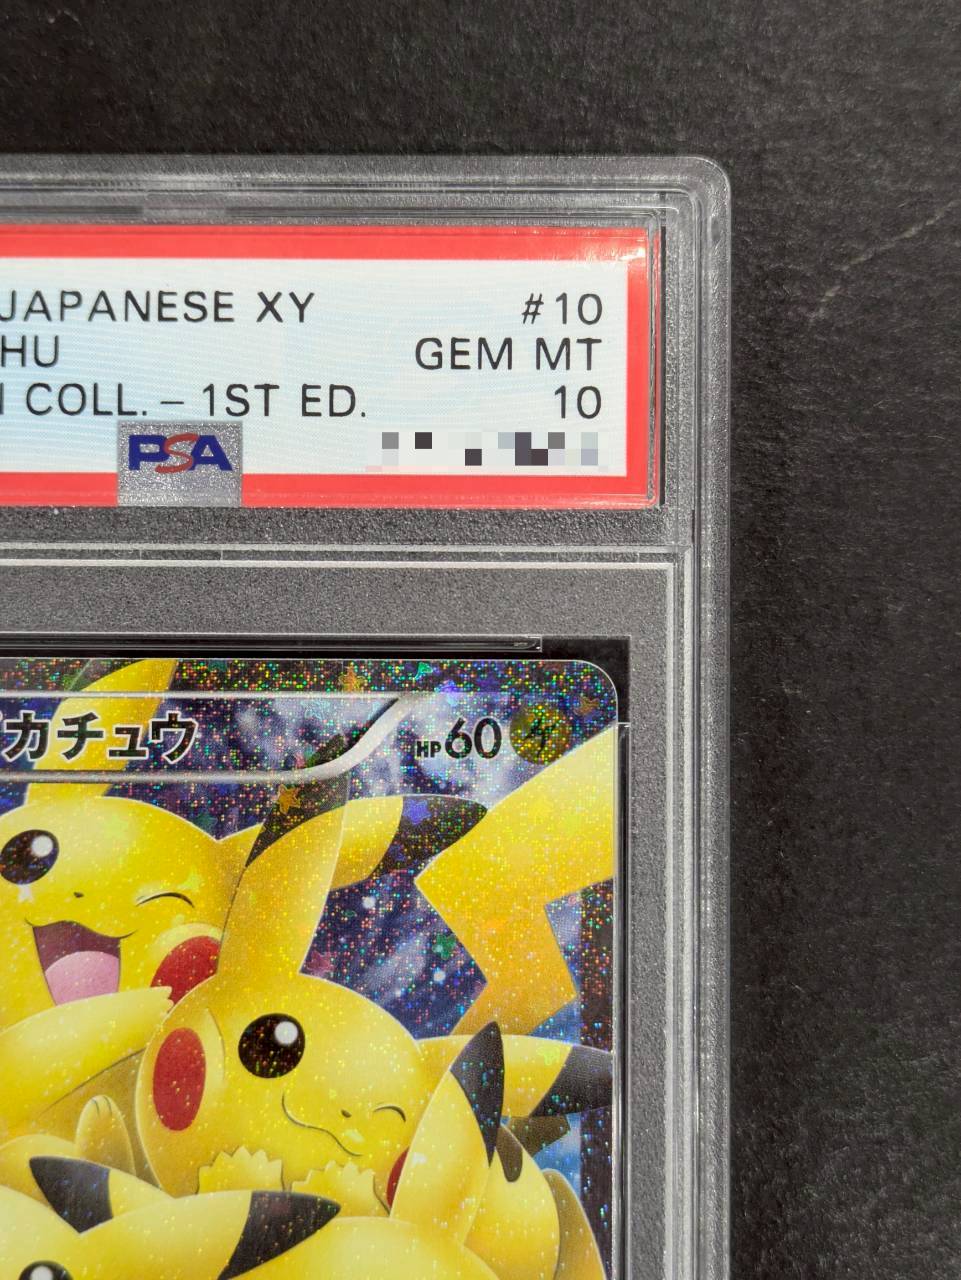 JAPANESE XY #10
HU GEM MT
COLL. – 1ST ED. 10
PSA
カチュウ HP60